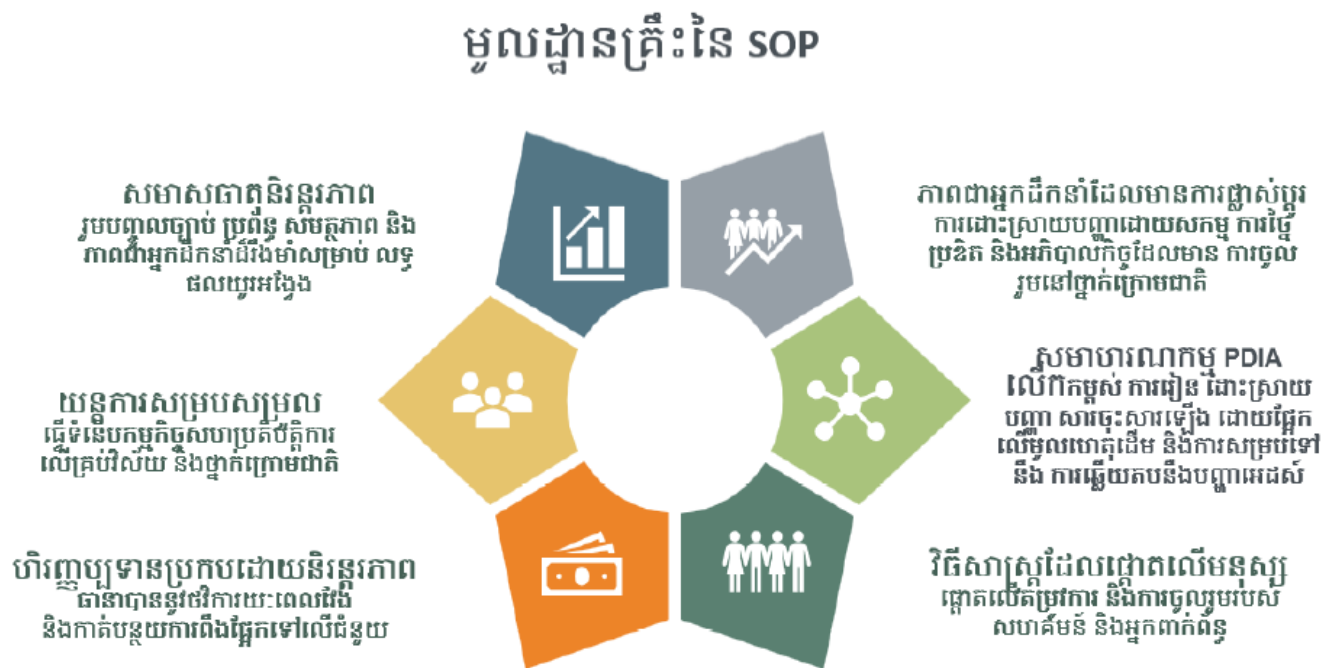 មូលដ្ឋានគ្រឹះនៃ SOP
សមាសធាតុនិរន្តរភាព
រួមបញ្ចូលច្បាប់ ប្រព័ន្ធ សមត្ថភាព និង
ភាពជាអ្នកដឹកនាំដ៏រឹងមាំសម្រាប់ លទ្ធ
ផលយូរអង្វែង
ភាពជាអ្នកដឹកនាំដែលមានការផ្លាស់ប្តូរ
ការដោះស្រាយបញ្ហាដោយសកម្ម ការច្នៃ
ប្រឌិត និងអភិបាលកិច្ចដែលមាន ការចូល
រួមនៅថ្នាក់ក្រោមជាតិ
យន្តការសម្របសម្រួល
ធ្វើទំនើបកម្មកិច្ចសហប្រតិបត្តិការ
លើគ្រប់វិស័យ និងថ្នាក់ក្រោមជាតិ
សមាហរណកម្ម PDIA
លើកកម្ពស់ ការរៀន ដោះស្រាយ
បញ្ហា សារចុះសារឡើង ដោយផ្អែក
លើមូលហេតុដើម និងការសម្របទៅ
នឹង ការឆ្លើយតបនឹងបញ្ហាអេដស៍
ហិរញ្ញប្បទានប្រកបដោយនិរន្តរភាព
ធានាបាននូវថវិការយៈពេលវែង
និងកាត់បន្ថយការពឹងផ្អែកទៅលើជំនួយ
វិធីសាស្ត្រដែលផ្តោតលើមនុស្ស
ផ្តោតលើតម្រូវការ និងការចូលរួមរបស់
សហគមន៍ និងអ្នកពាក់ព័ន្ធ